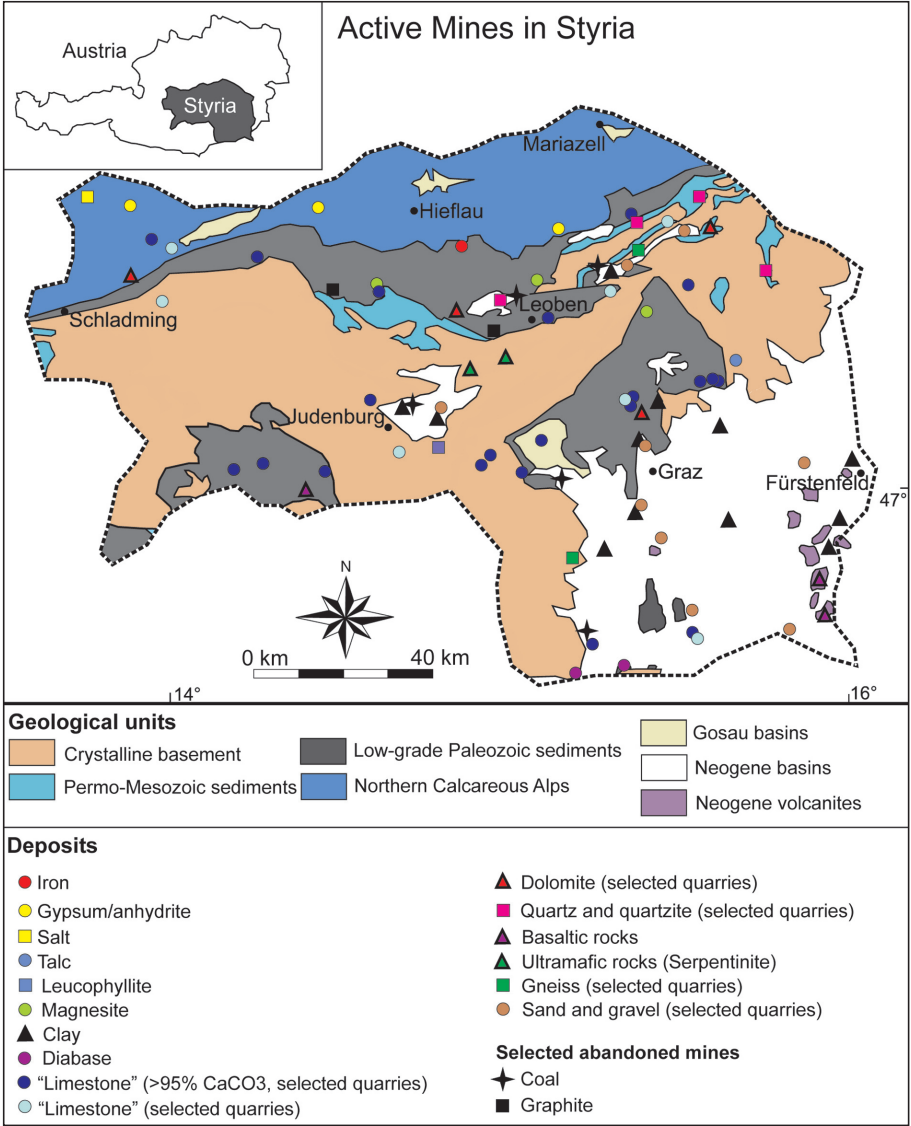 Active Mines in Styria
Austria
Styria
Mariazell
Hieflau
Leoben
Schladming
Judenburg
Graz
Fürstenfeld
47°
N
0 km
40 km
14°
16°
Geological units
Crystalline basement
Permo-Mesozoic sediments
Low-grade Paleozoic sediments
Northern Calcareous Alps
Gosau basins
Neogene basins
Neogene volcanites
Deposits
Iron
Gypsum/anhydrite
Salt
Talc
Leucophyllite
Magnesite
Clay
Diabase
“Limestone” (>95% CaCO3, selected quarries)
“Limestone” (selected quarries)
Dolomite (selected quarries)
Quartz and quartzite (selected quarries)
Basaltic rocks
Ultramafic rocks (Serpentinite)
Gneiss (selected quarries)
Sand and gravel (selected quarries)
Selected abandoned mines
Coal
Graphite